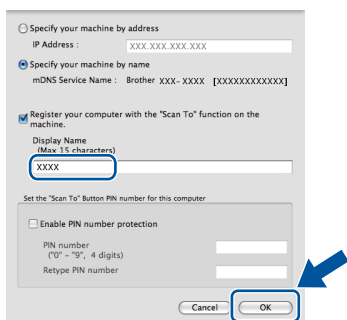 Specify your machine by address
IP Address : XXX.XXX.XXX.XXX
Specify your machine by name
mDNS Service Name : Brother XXX-XXXX [XXXXXXXXXXXX]
Register your computer with the "Scan To" function on the
machine.
Display Name
(Max 15 characters)
XXXX
Set the "Scan To" Button PIN number for this computer
Enable PIN number protection
PIN number
("0" - "9", 4 digits)
Retype PIN number
Cancel OK